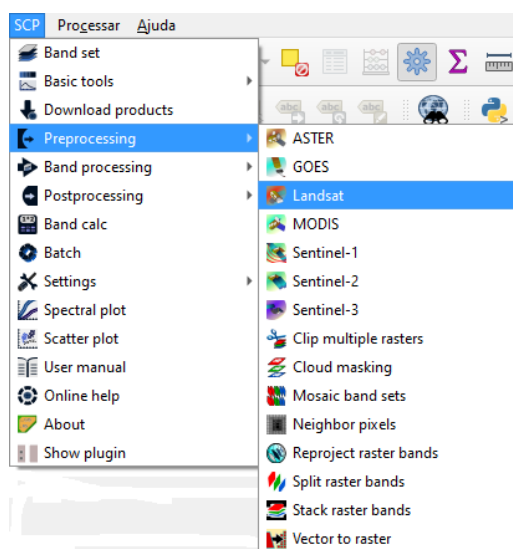 SCP Processar Ajuda
Band set
Basic tools
Download products
Preprocessing
Band processing
Postprocessing
Band calc
Batch
Settings
Spectral plot
Scatter plot
User manual
Online help
About
Show plugin
abc abc abc
ASTER
GOES
Landsat
MODIS
Sentinel-1
Sentinel-2
Sentinel-3
Clip multiple rasters
Cloud masking
Mosaic band sets
Neighbor pixels
Reproject raster bands
Split raster bands
Stack raster bands
Vector to raster